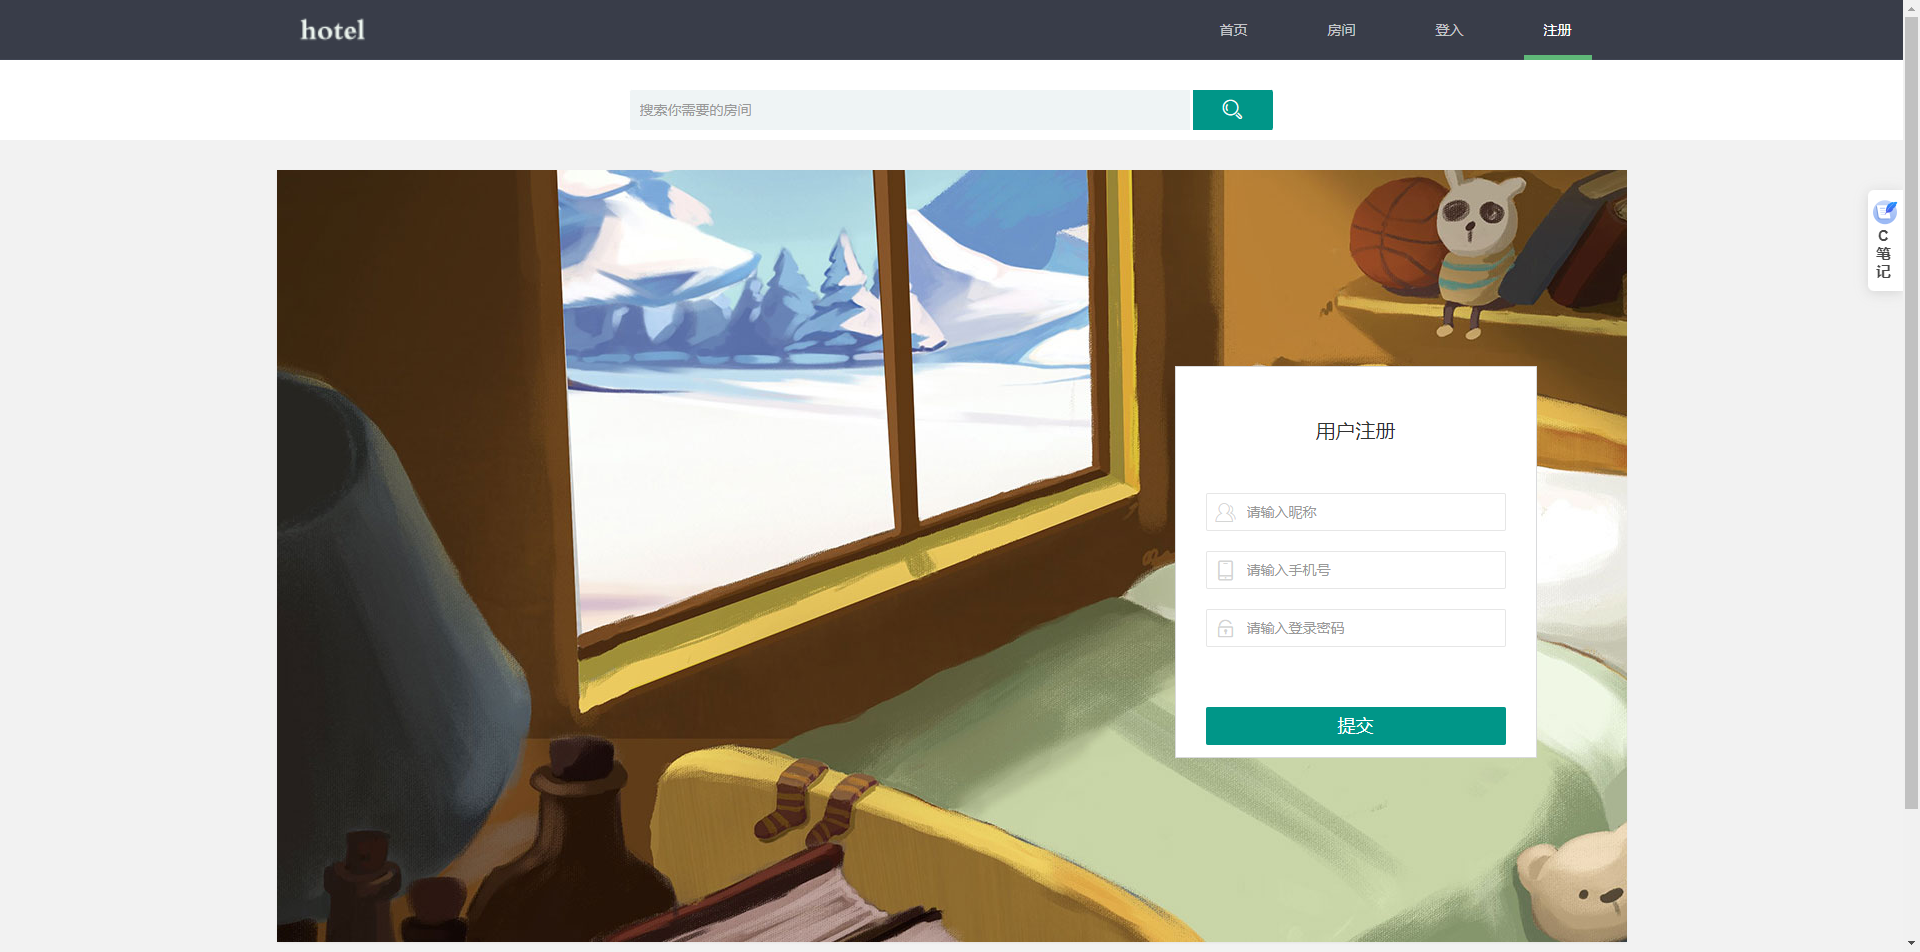 hotel
首页
房间
登入
注册
搜索你需要的房间
C
笔
记
用户注册
请输入昵称
请输入手机号
请输入登录密码
提交